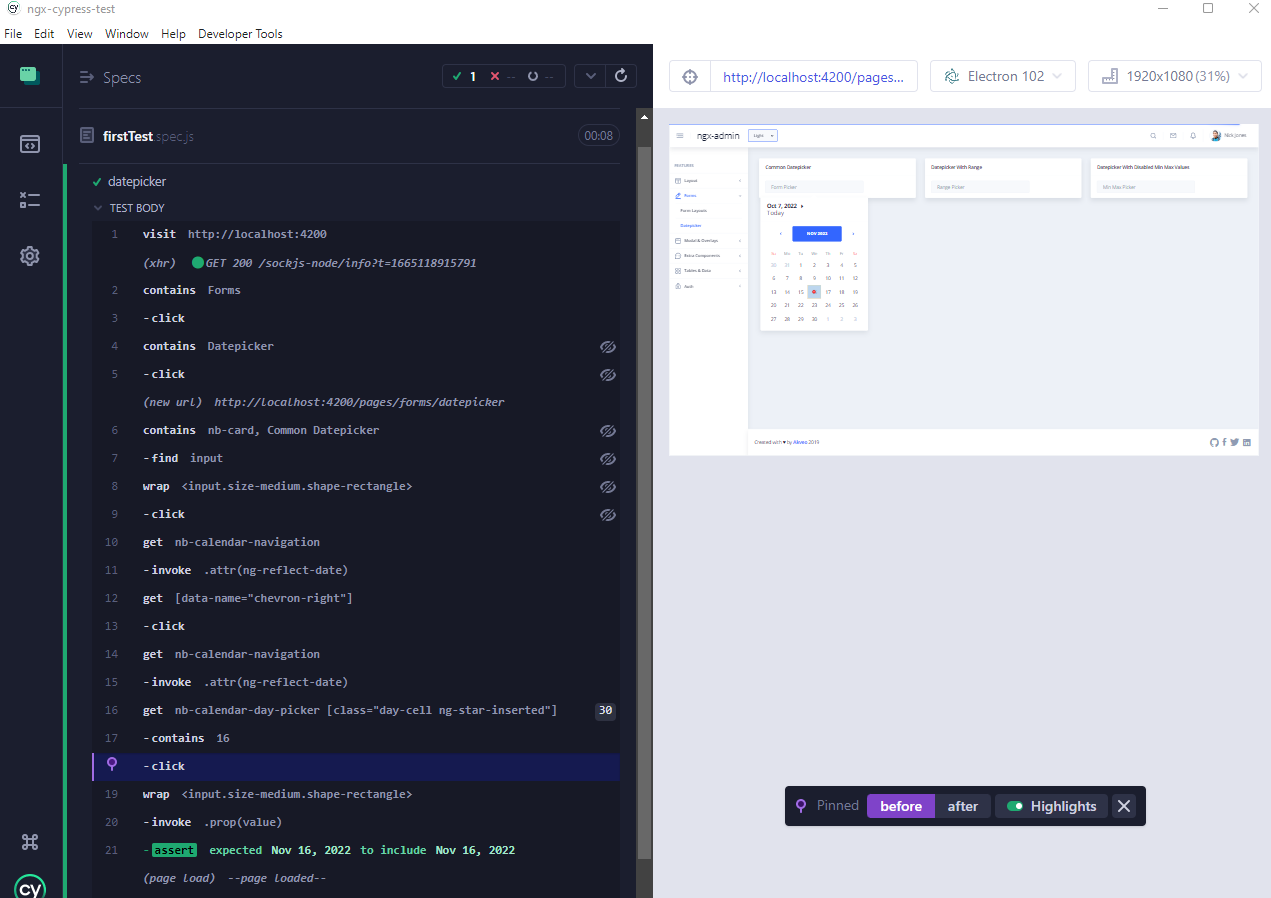 ngx-cypress-test
File Edit View Window Help Developer Tools
Specs
1 -- --
firstTest.spec.js
00:08
datepicker
TEST BODY
1 visit http://localhost:4200
(xhr) GET 200 /sockjs-node/info?t=1665118915791
2 contains Forms
3 -click
4 contains Datepicker
5 -click
(new url) http://localhost:4200/pages/forms/datepicker
6 contains nb-card, Common Datepicker
7 -find input
8 wrap <input.size-medium.shape-rectangle>
9 -click
10 get nb-calendar-navigation
11 -invoke .attr(ng-reflect-date)
12 get [data-name="chevron-right"]
13 -click
14 get nb-calendar-navigation
15 -invoke .attr(ng-reflect-date)
16 get nb-calendar-day-picker [class="day-cell ng-star-inserted"] 30
17 -contains 16
-click
19 wrap <input.size-medium.shape-rectangle>
20 -invoke .prop(value)
21 -assert expected Nov 16, 2022 to include Nov 16, 2022
(page load) --page loaded--
cy
http://localhost:4200/pages...
Electron 102
1920x1080 (31%)
ngx-admin
Light
Nick Jones
FEATURES
Layout
Forms
Form Layouts
Datepicker
Modal & Overlays
Extra Components
Tables & Data
Auth
Common Datepicker
Form Picker
Datepicker With Range
Range Picker
Datepicker With Disabled Min Max Values
Min Max Picker
Oct 7, 2022
Today
NOV 2022
Su Mo Tu We Th Fr Sa
30 31 1 2 3 4 5
6 7 8 9 10 11 12
13 14 15 17 18 19
20 21 22 23 24 25 26
27 28 29 30 1 2 3
Created with ♥ by Akveo 2019
Pinned before after Highlights